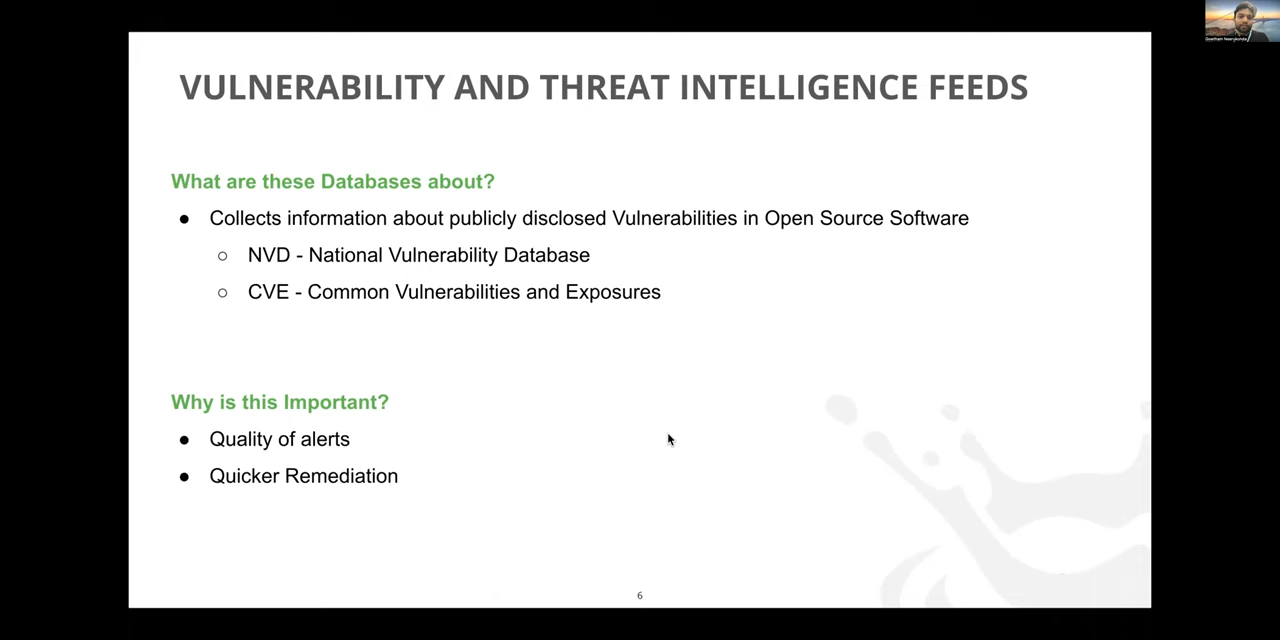 VULNERABILITY AND THREAT INTELLIGENCE FEEDS
What are these Databases about?
● Collects information about publicly disclosed Vulnerabilities in Open Source Software
○ NVD - National Vulnerability Database
○ CVE - Common Vulnerabilities and Exposures
Why is this Important?
● Quality of alerts
● Quicker Remediation
6